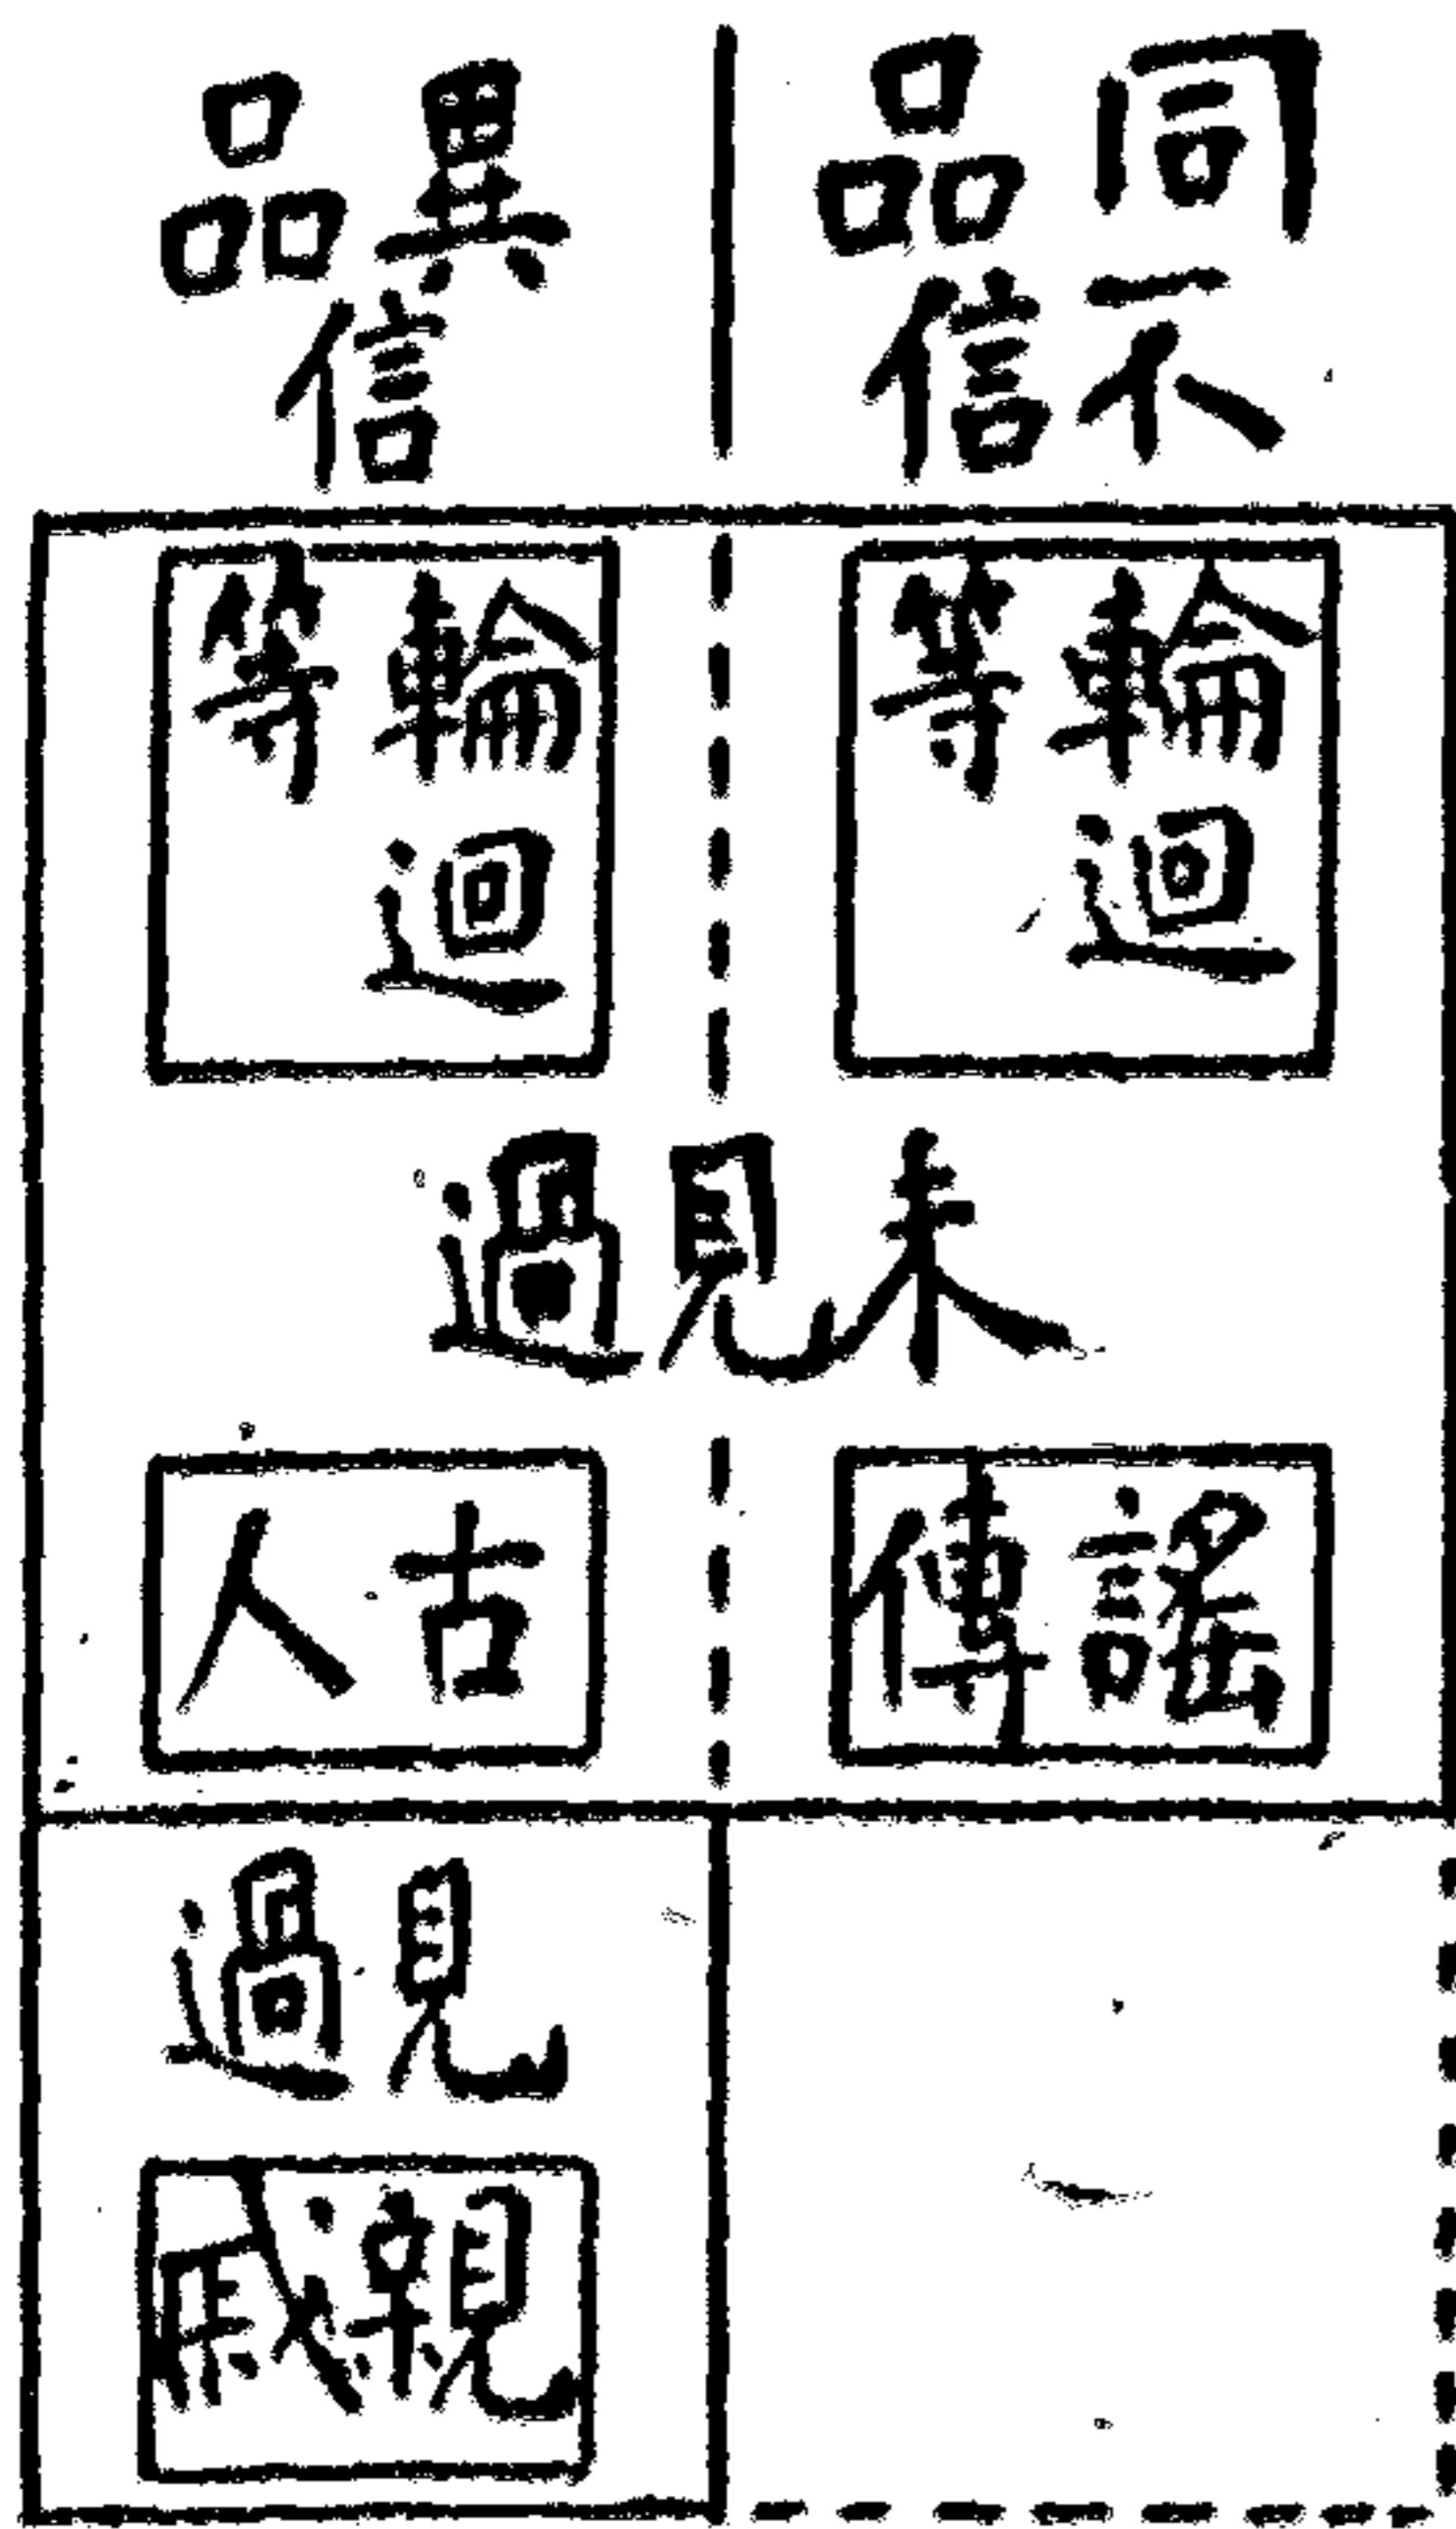 同品
不信
異品
信
輪迴
等
輪迴
等
未見過
謠傳
古人
見過
親戚